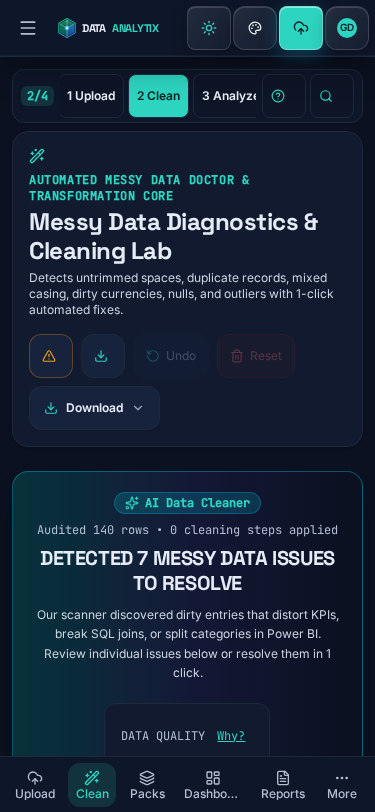 DATA ANALYTIX
GD
2/4
1 Upload
2 Clean
3 Analyze
AUTOMATED MESSY DATA DOCTOR &
TRANSFORMATION CORE
Messy Data Diagnostics &
Cleaning Lab
Detects untrimmed spaces, duplicate records, mixed
casing, dirty currencies, nulls, and outliers with 1-click
automated fixes.
Undo
Reset
Download
AI Data Cleaner
Audited 140 rows • 0 cleaning steps applied
DETECTED 7 MESSY DATA ISSUES
TO RESOLVE
Our scanner discovered dirty entries that distort KPIs,
break SQL joins, or split categories in Power BI.
Review individual issues below or resolve them in 1
click.
DATA QUALITY Why?
Upload
Clean
Packs
Dashbo...
Reports
More